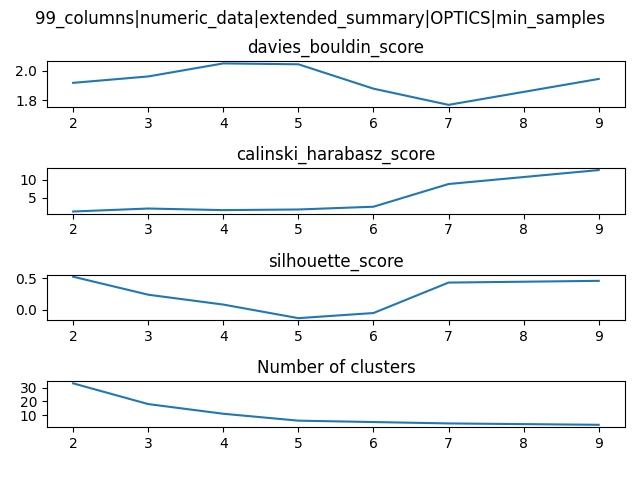 99_columns|numeric_data|extended_summary|OPTICS|min_samples
davies_bouldin_score
2.0
1.8
2 3 4 5 6 7 8 9
calinski_harabasz_score
10
5
2 3 4 5 6 7 8 9
silhouette_score
0.5
0.0
2 3 4 5 6 7 8 9
Number of clusters
30
20
10
2 3 4 5 6 7 8 9